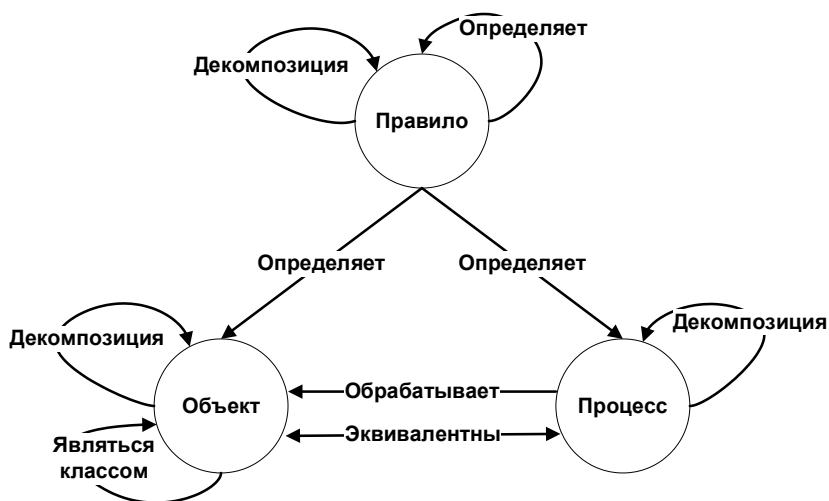 Определяет
Декомпозиция
Правило
Определяет
Определяет
Декомпозиция
Декомпозиция
Обрабатывает
Объект
Процесс
Эквивалентны
Являться
классом